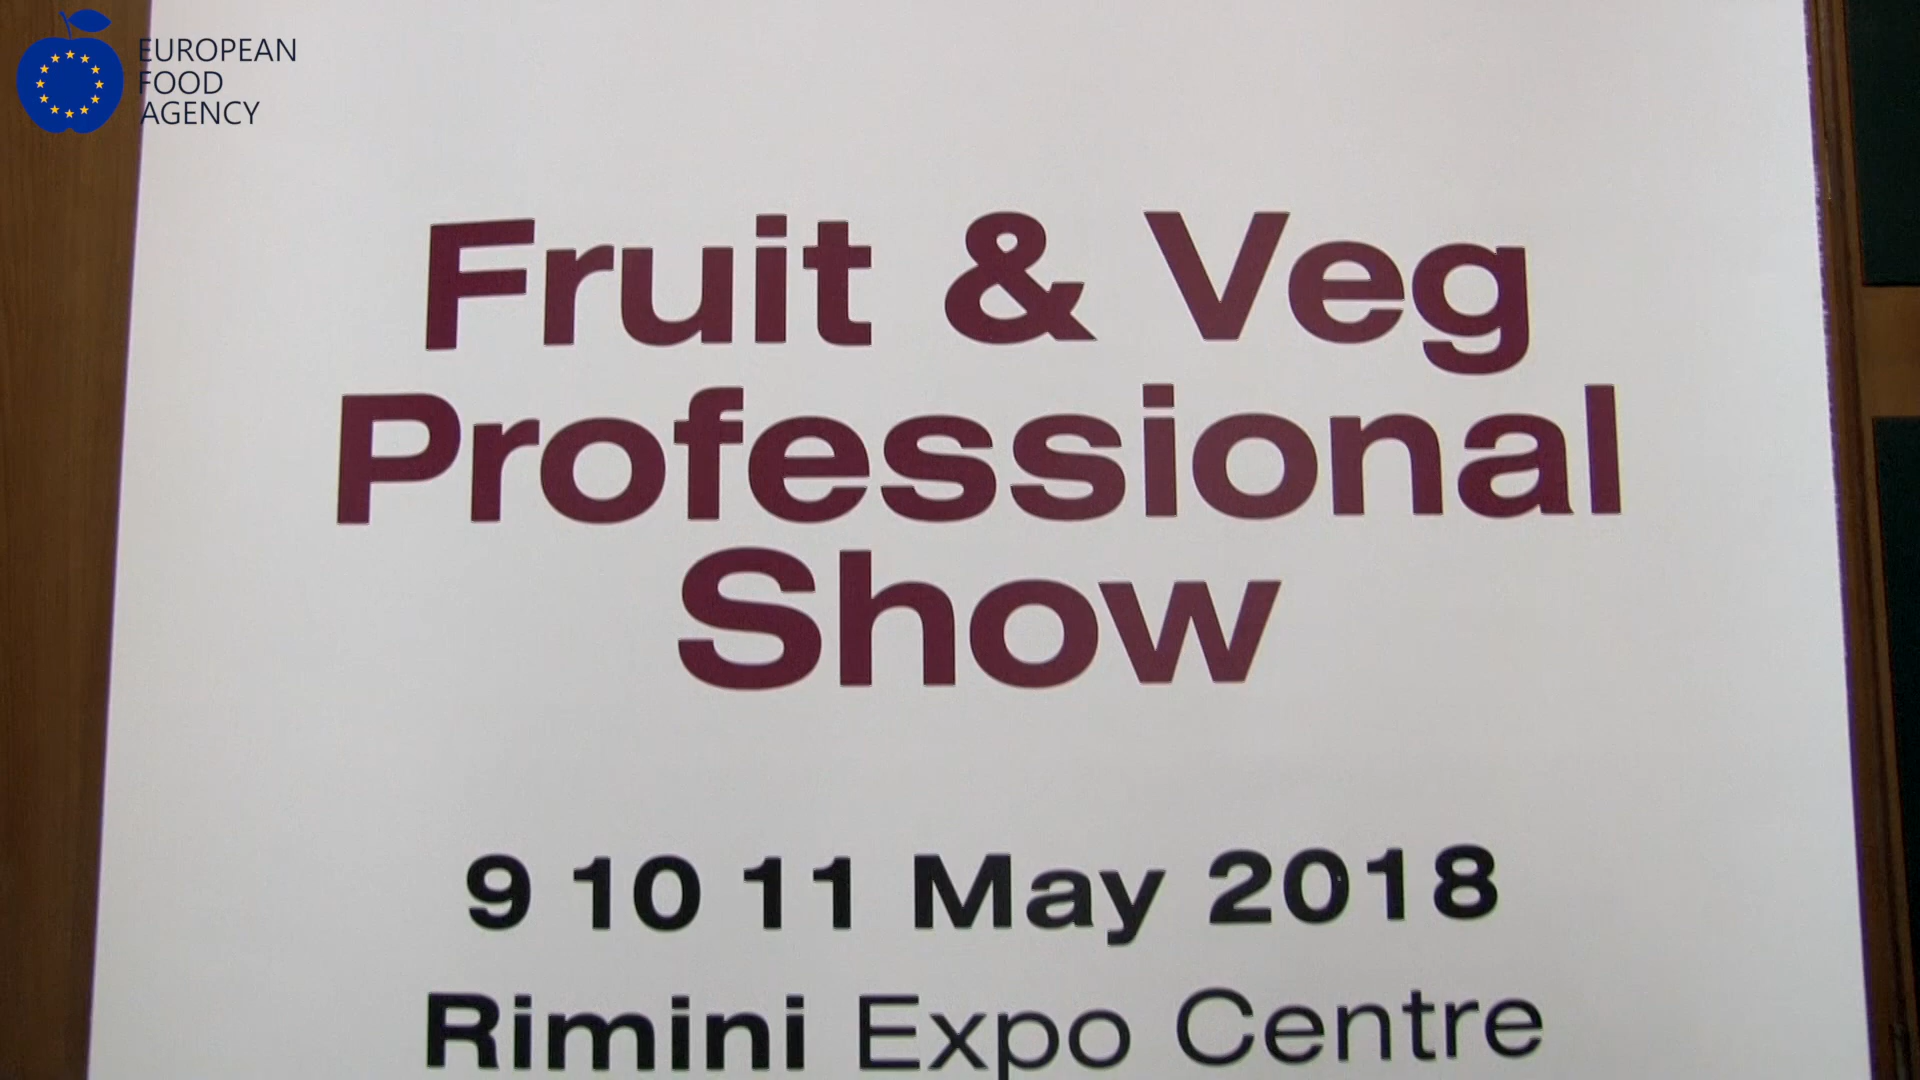 EUROPEAN
FOOD
AGENCY
Fruit & Veg
Professional
Show
9 10 11 May 2018
Rimini Expo Centre